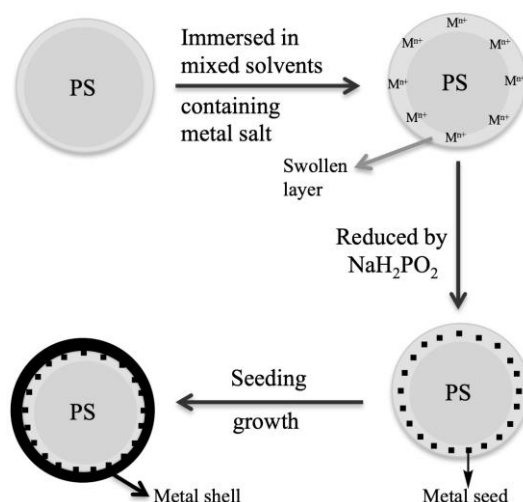 PS
Immersed in
mixed solvents
containing
metal salt
Mⁿ⁺
Mⁿ⁺
Mⁿ⁺
Mⁿ⁺
Mⁿ⁺
PS
Mⁿ⁺
Mⁿ⁺
Mⁿ⁺
Swollen
layer
Reduced by
NaH₂PO₂
PS
Metal seed
Seeding
growth
PS
Metal shell